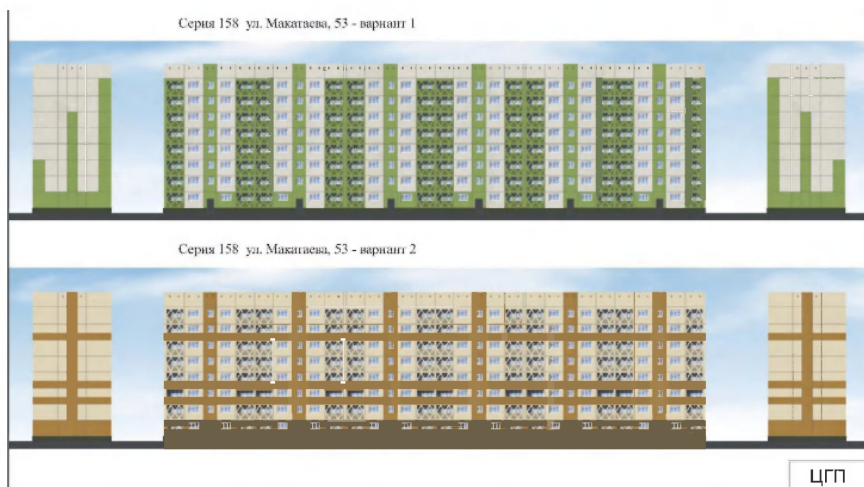 Серия 158 ул. Макатаева, 53 - вариант 1
Серия 158 ул. Макатаева, 53 - вариант 2
ЦГП